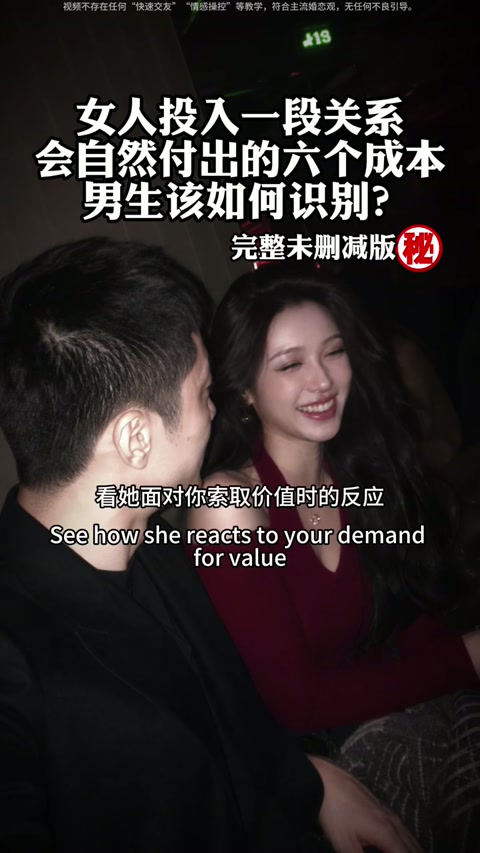 视频不存在任何“快速交友”“情感操控”等教学，符合主流婚恋观，无任何不良引导。
女人投入一段关系
会自然付出的六个成本
男生该如何识别?
完整未删减版 秘
看她面对你索取价值时的反应
See how she reacts to your demand
for value